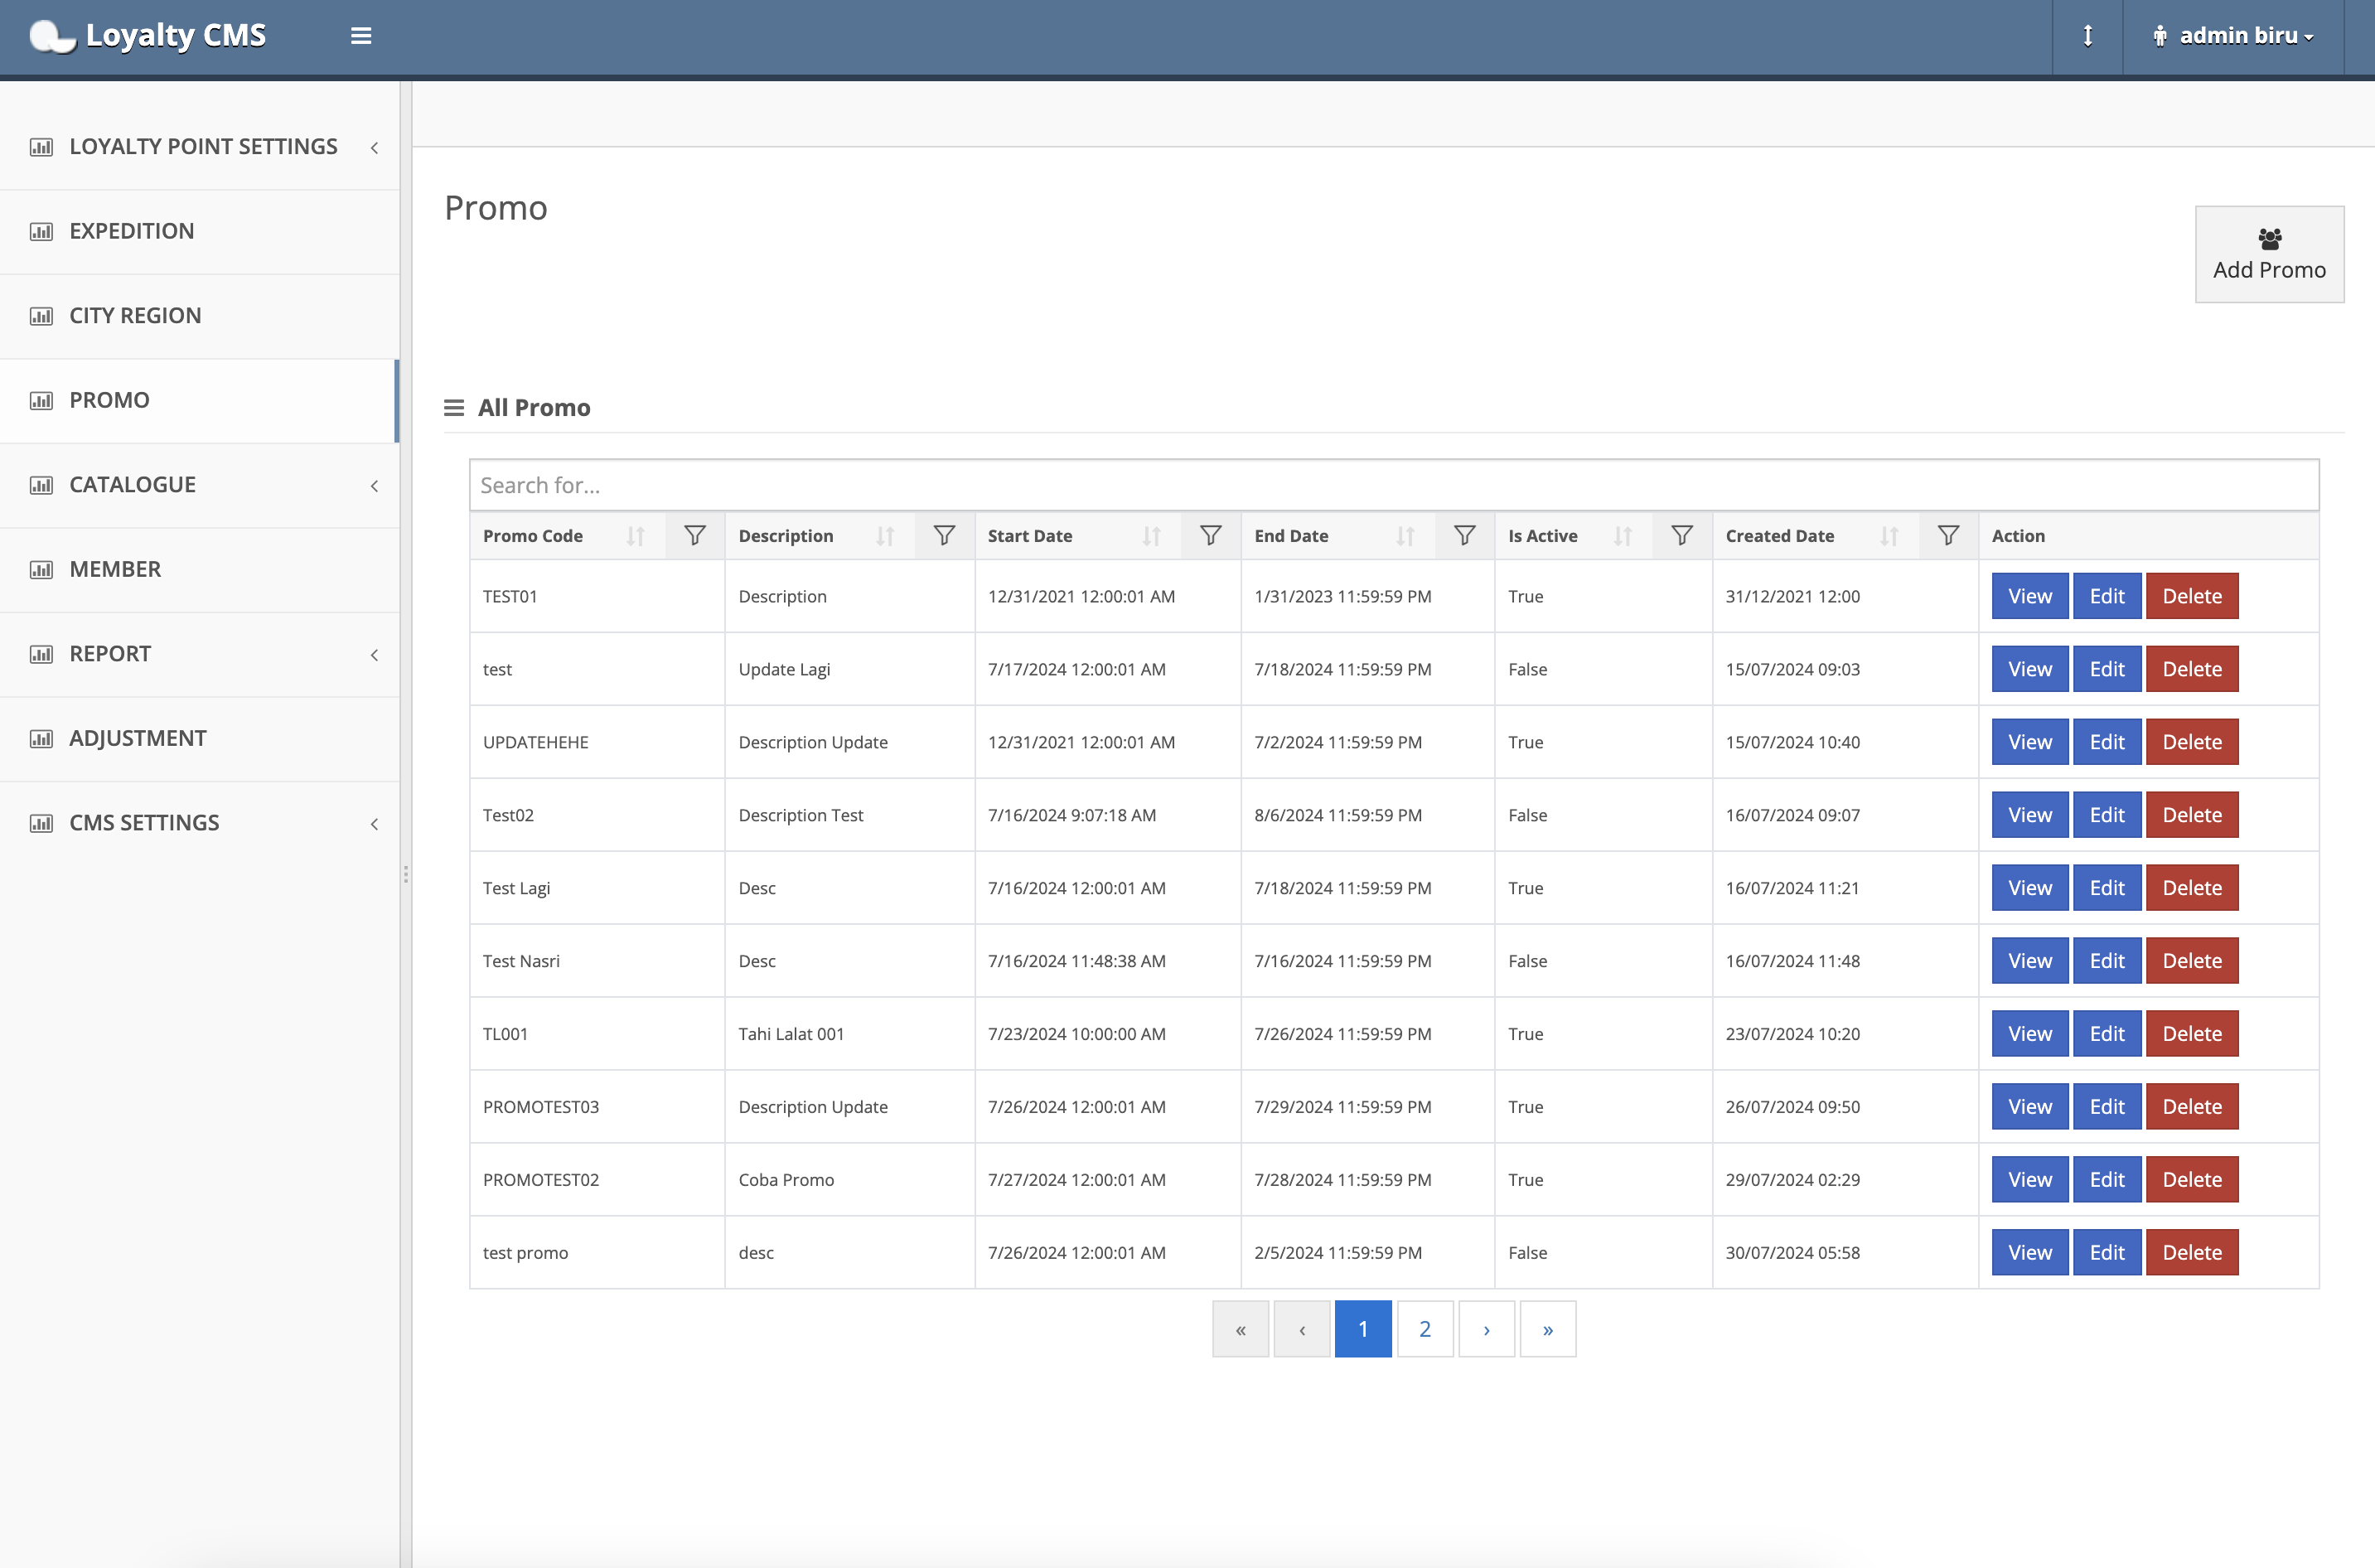 Loyalty CMS
admin biru
LOYALTY POINT SETTINGS
EXPEDITION
CITY REGION
PROMO
CATALOGUE
MEMBER
REPORT
ADJUSTMENT
CMS SETTINGS
Promo
Add Promo
All Promo
Search for...
Promo Code Description Start Date End Date Is Active Created Date Action
TEST01 Description 12/31/2021 12:00:01 AM 1/31/2023 11:59:59 PM True 31/12/2021 12:00 View Edit Delete
test Update Lagi 7/17/2024 12:00:01 AM 7/18/2024 11:59:59 PM False 15/07/2024 09:03 View Edit Delete
UPDATEHEHE Description Update 12/31/2021 12:00:01 AM 7/2/2024 11:59:59 PM True 15/07/2024 10:40 View Edit Delete
Test02 Description Test 7/16/2024 9:07:18 AM 8/6/2024 11:59:59 PM False 16/07/2024 09:07 View Edit Delete
Test Lagi Desc 7/16/2024 12:00:01 AM 7/18/2024 11:59:59 PM True 16/07/2024 11:21 View Edit Delete
Test Nasri Desc 7/16/2024 11:48:38 AM 7/16/2024 11:59:59 PM False 16/07/2024 11:48 View Edit Delete
TL001 Tahi Lalat 001 7/23/2024 10:00:00 AM 7/26/2024 11:59:59 PM True 23/07/2024 10:20 View Edit Delete
PROMOTEST03 Description Update 7/26/2024 12:00:01 AM 7/29/2024 11:59:59 PM True 26/07/2024 09:50 View Edit Delete
PROMOTEST02 Coba Promo 7/27/2024 12:00:01 AM 7/28/2024 11:59:59 PM True 29/07/2024 02:29 View Edit Delete
test promo desc 7/26/2024 12:00:01 AM 2/5/2024 11:59:59 PM False 30/07/2024 05:58 View Edit Delete
« ‹ 1 2 › »